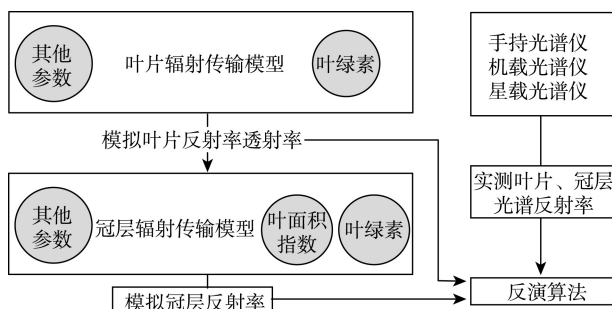 其他
参数
叶片辐射传输模型
叶绿素
手持光谱仪
机载光谱仪
星载光谱仪
模拟叶片反射率透射率
其他
参数
冠层辐射传输模型
叶面积
指数
叶绿素
实测叶片、冠层
光谱反射率
模拟冠层反射率
反演算法